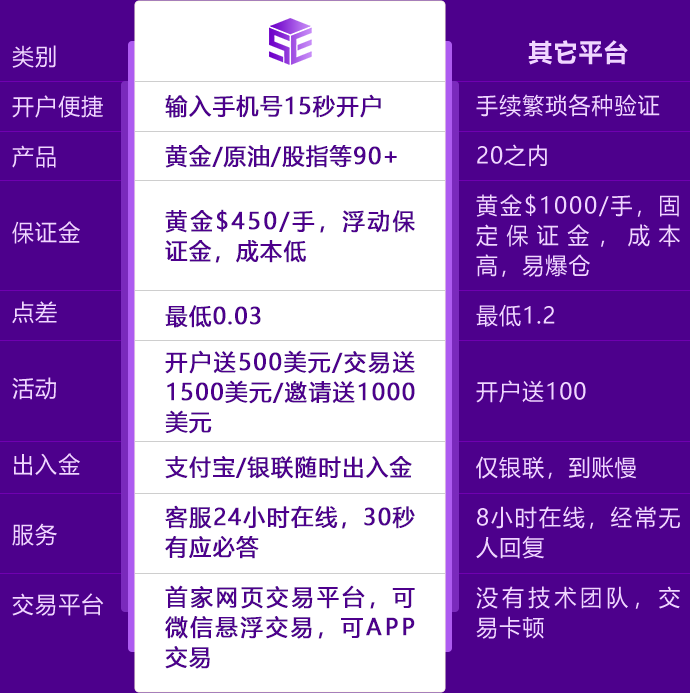 类别
SE
其它平台
开户便捷
输入手机号15秒开户
手续繁琐各种验证
产品
黄金/原油/股指等90+
20之内
保证金
黄金$450/手，浮动保
证金，成本低
黄金$1000/手，固
定保证金，成本
高，易爆仓
点差
最低0.03
最低1.2
活动
开户送500美元/交易送
1500美元/邀请送1000
美元
开户送100
出入金
支付宝/银联随时出入金
仅银联，到账慢
服务
客服24小时在线，30秒
有应必答
8小时在线，经常无
人回复
交易平台
首家网页交易平台，可
微信悬浮交易，可APP
交易
没有技术团队，交
易卡顿